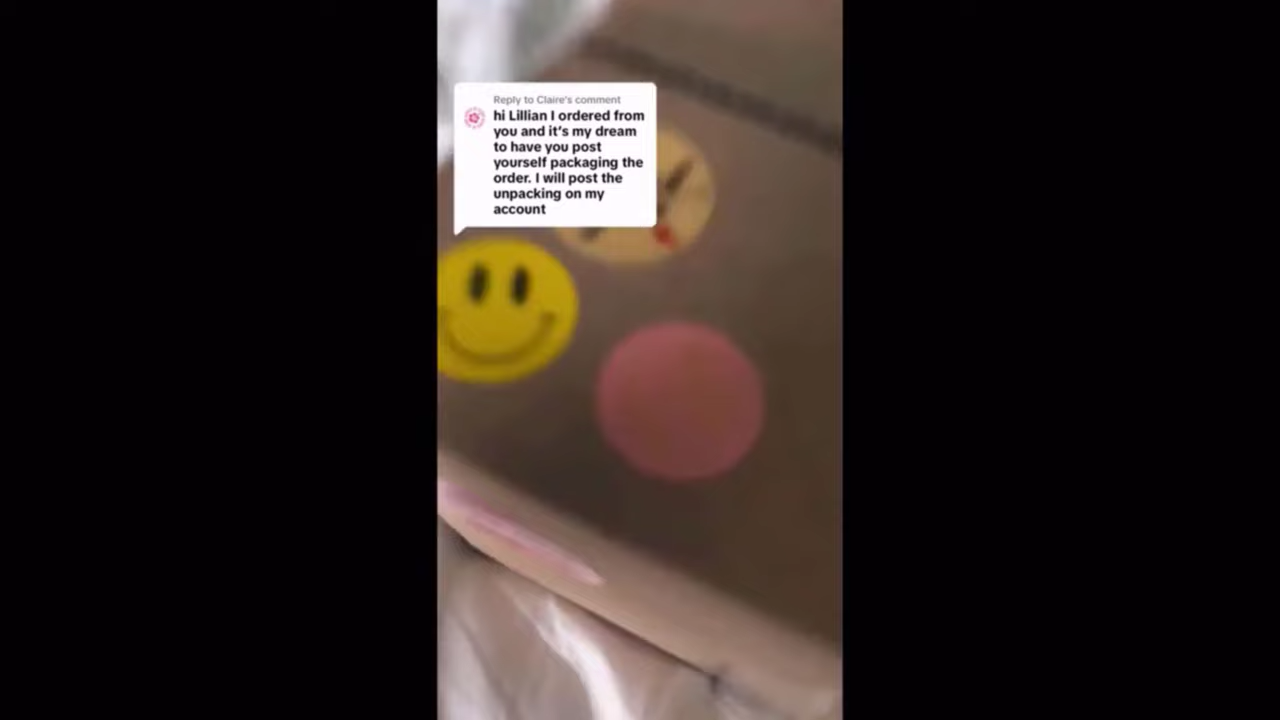 Reply to Claire's comment
hi Lillian I ordered from
you and it's my dream
to have you post
yourself packaging the
order. I will post the
unpacking on my
account